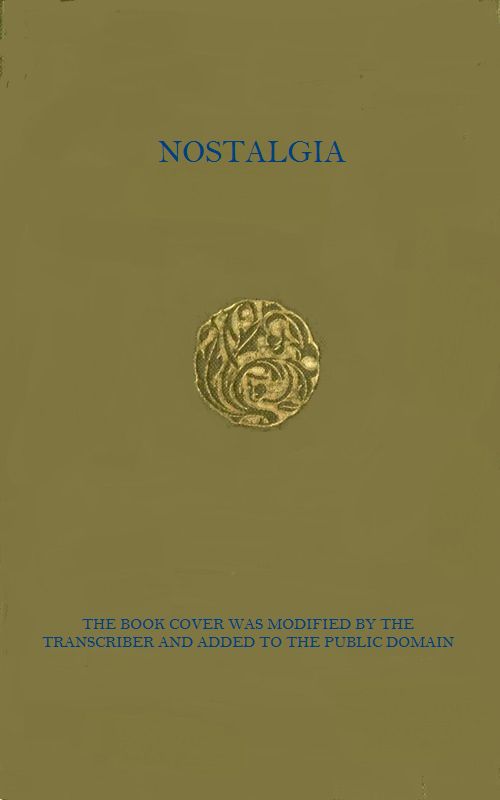 NOSTALGIA
THE BOOK COVER WAS MODIFIED BY THE
TRANSCRIBER AND ADDED TO THE PUBLIC DOMAIN